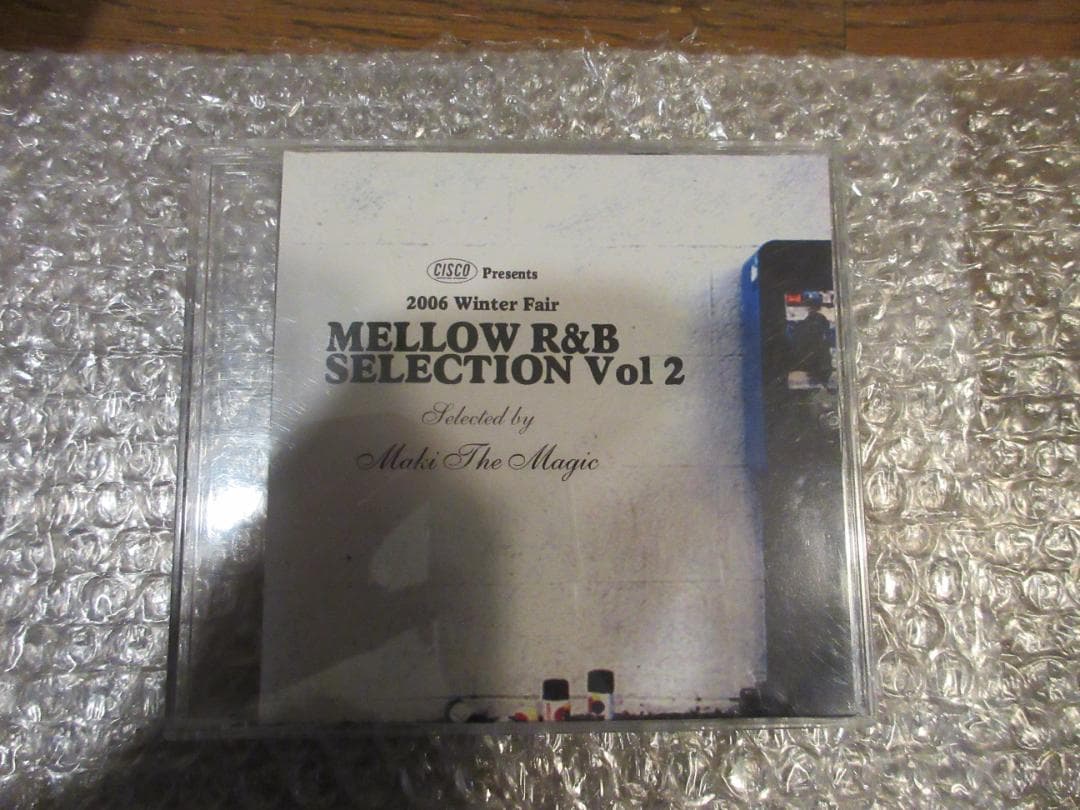 CISCO Presents
2006 Winter Fair
MELLOW R&B
SELECTION Vol 2
Selected by
Maki The Magic